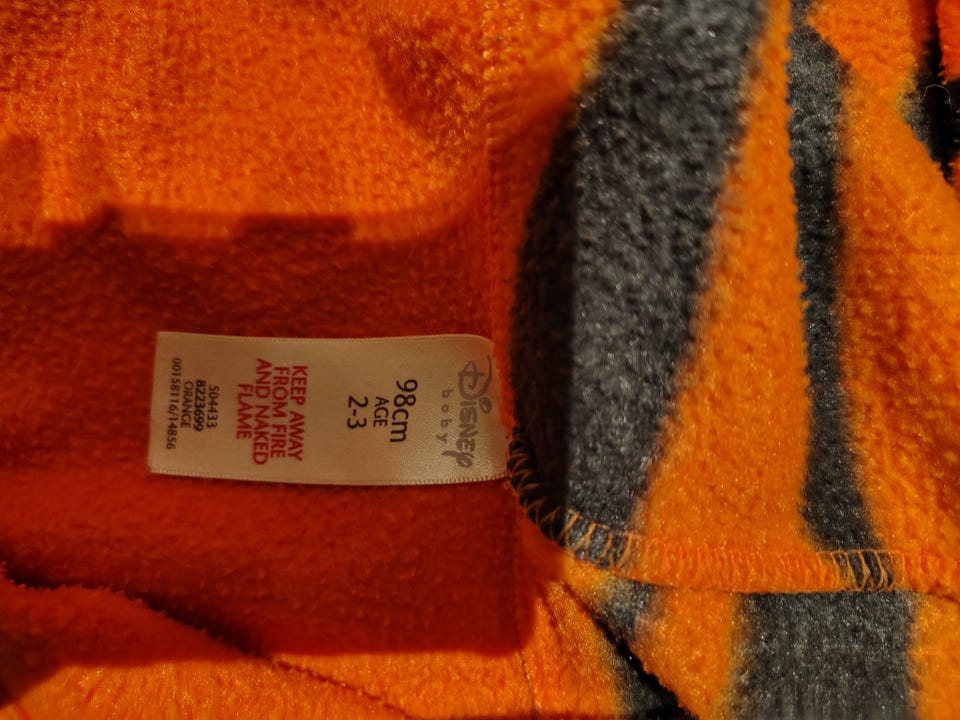 Disney
baby
98cm
AGE
2-3
KEEP AWAY
FROM FIRE
AND NAKED
FLAME
504433
8223699
ORANGE
00158116/14856